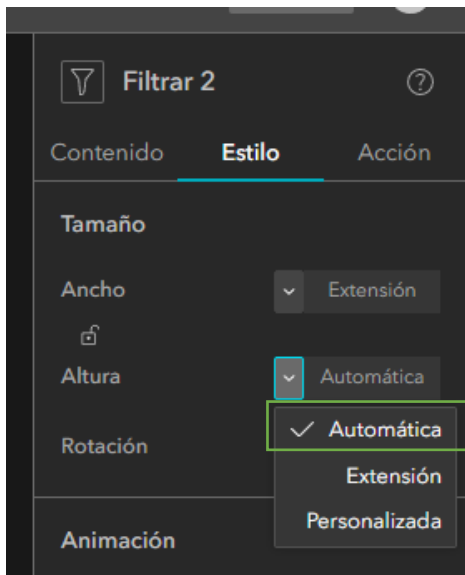 Filtrar 2
Contenido Estilo Acción
Tamaño
Ancho Extensión
Altura Automática
Automática
Rotación
Extensión
Personalizada
Animación